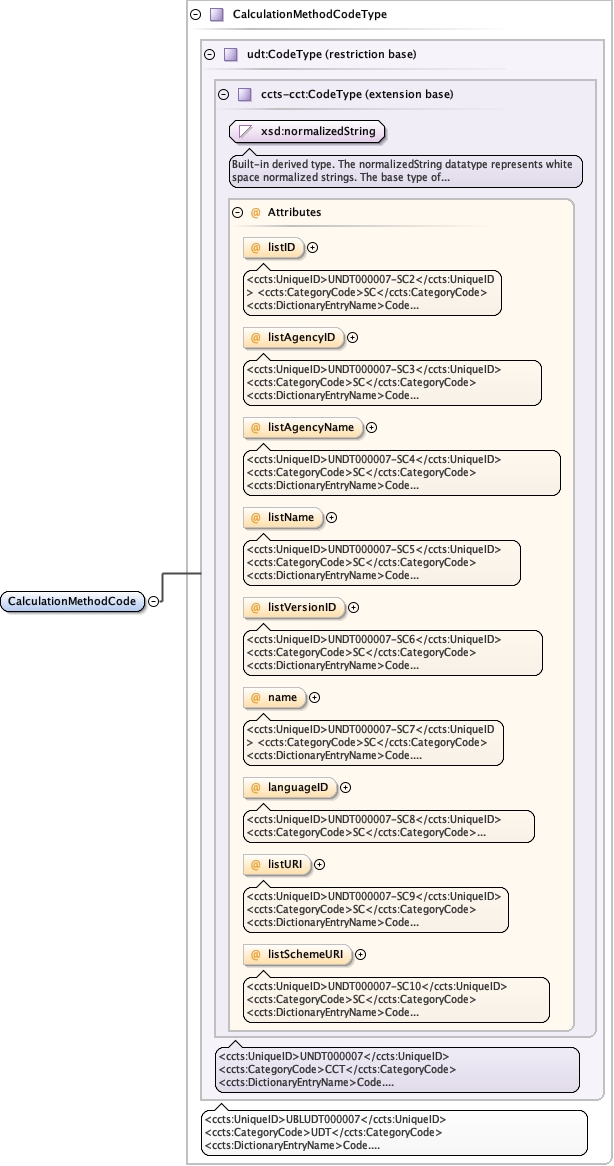 CalculationMethodCodeType
udt:CodeType (restriction base)
ccts-cct:CodeType (extension base)
xsd:normalizedString
Built-in derived type. The normalizedString datatype represents white
space normalized strings. The base type of...
@ Attributes
@ listID
<ccts:UniqueID>UNDT000007-SC2</ccts:UniqueID
> <ccts:CategoryCode>SC</ccts:CategoryCode>
<ccts:DictionaryEntryName>Code...
@ listAgencyID
<ccts:UniqueID>UNDT000007-SC3</ccts:UniqueID>
<ccts:CategoryCode>SC</ccts:CategoryCode>
<ccts:DictionaryEntryName>Code...
@ listAgencyName
<ccts:UniqueID>UNDT000007-SC4</ccts:UniqueID>
<ccts:CategoryCode>SC</ccts:CategoryCode>
<ccts:DictionaryEntryName>Code...
@ listName
<ccts:UniqueID>UNDT000007-SC5</ccts:UniqueID>
<ccts:CategoryCode>SC</ccts:CategoryCode>
<ccts:DictionaryEntryName>Code...
CalculationMethodCode
@ listVersionID
<ccts:UniqueID>UNDT000007-SC6</ccts:UniqueID>
<ccts:CategoryCode>SC</ccts:CategoryCode>
<ccts:DictionaryEntryName>Code...
@ name
<ccts:UniqueID>UNDT000007-SC7</ccts:UniqueID
> <ccts:CategoryCode>SC</ccts:CategoryCode>
<ccts:DictionaryEntryName>Code....
@ languageID
<ccts:UniqueID>UNDT000007-SC8</ccts:UniqueID>
<ccts:CategoryCode>SC</ccts:CategoryCode>...
@ listURI
<ccts:UniqueID>UNDT000007-SC9</ccts:UniqueID>
<ccts:CategoryCode>SC</ccts:CategoryCode>
<ccts:DictionaryEntryName>Code...
@ listSchemeURI
<ccts:UniqueID>UNDT000007-SC10</ccts:UniqueID>
<ccts:CategoryCode>SC</ccts:CategoryCode>
<ccts:DictionaryEntryName>Code...
<ccts:UniqueID>UNDT000007</ccts:UniqueID>
<ccts:CategoryCode>CCT</ccts:CategoryCode>
<ccts:DictionaryEntryName>Code....
<ccts:UniqueID>UBLUDT000007</ccts:UniqueID>
<ccts:CategoryCode>UDT</ccts:CategoryCode>
<ccts:DictionaryEntryName>Code....